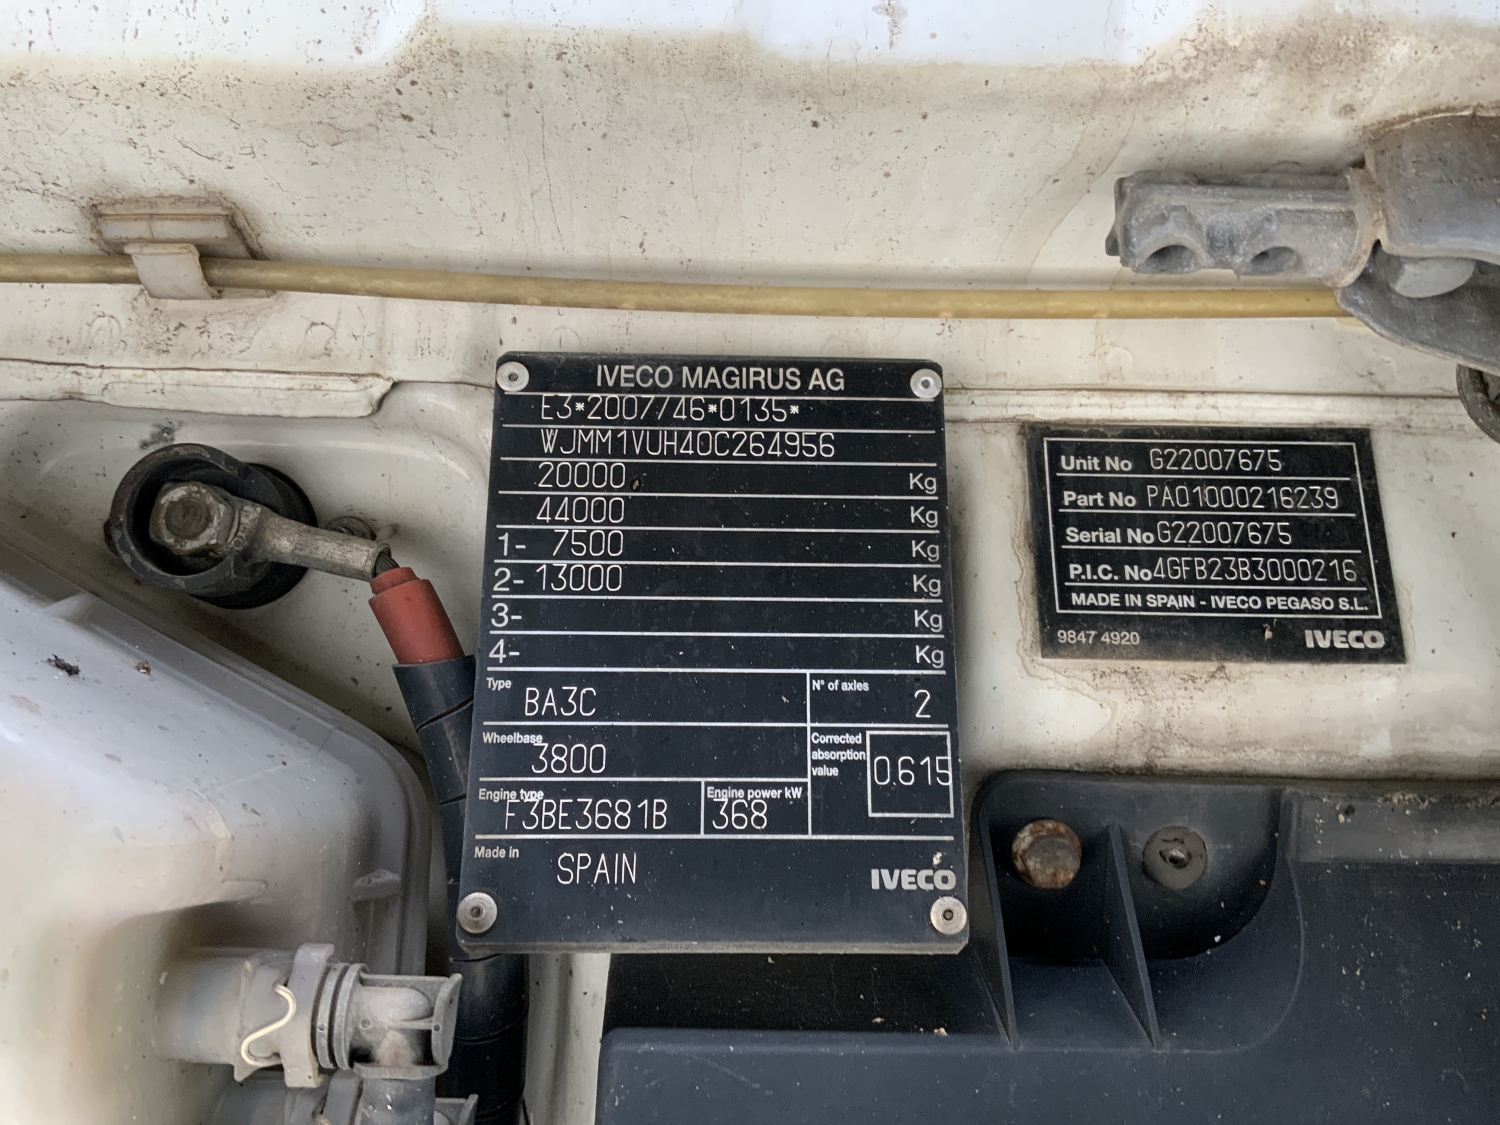 IVECO MAGIRUS AG
E3*2007/46*0135*
WJMM1VUH40C264956
20000 Kg
44000 Kg
1- 7500 Kg
2- 13000 Kg
3- Kg
4- Kg
Type BA3C
N° of axles 2
Wheelbase 3800
Corrected
absorption
value 0.615
Engine type F3BE3681B
Engine power kW 368
Made in SPAIN
IVECO
Unit No G22007675
Part No PA01000216239
Serial No G22007675
P.I.C. No 4GFB23B3000216
MADE IN SPAIN - IVECO PEGASO S.L.
9847 4920 IVECO